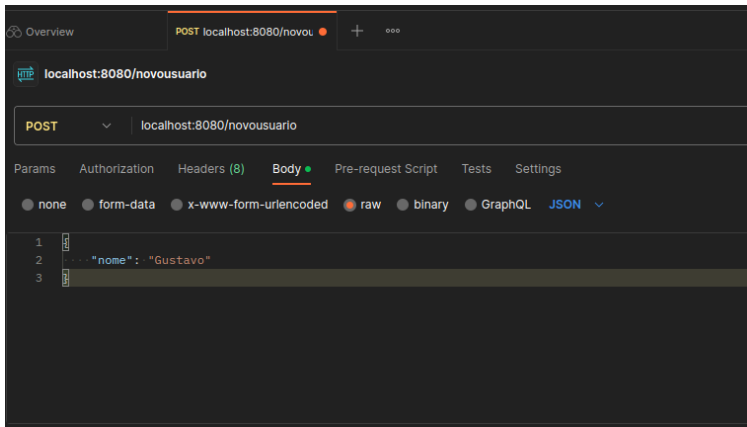 Overview
POST localhost:8080/novou
HTTP localhost:8080/novousuario
POST localhost:8080/novousuario
Params Authorization Headers (8) Body Pre-request Script Tests Settings
none form-data x-www-form-urlencoded raw binary GraphQL JSON
1 {
2 "nome": "Gustavo"
3 }